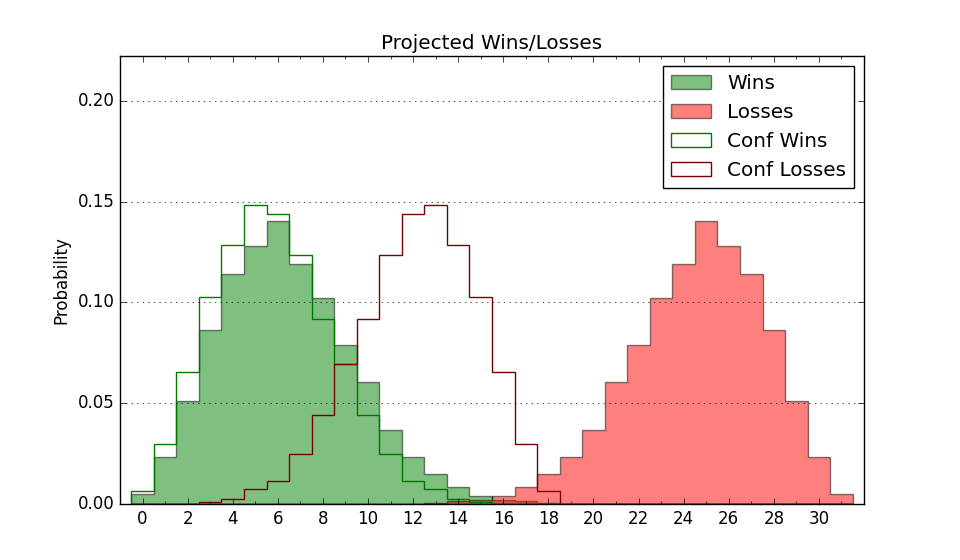 Projected Wins/Losses
Wins
Losses
Conf Wins
Conf Losses
Probability
0.20
0.15
0.10
0.05
0.00
0 2 4 6 8 10 12 14 16 18 20 22 24 26 28 30